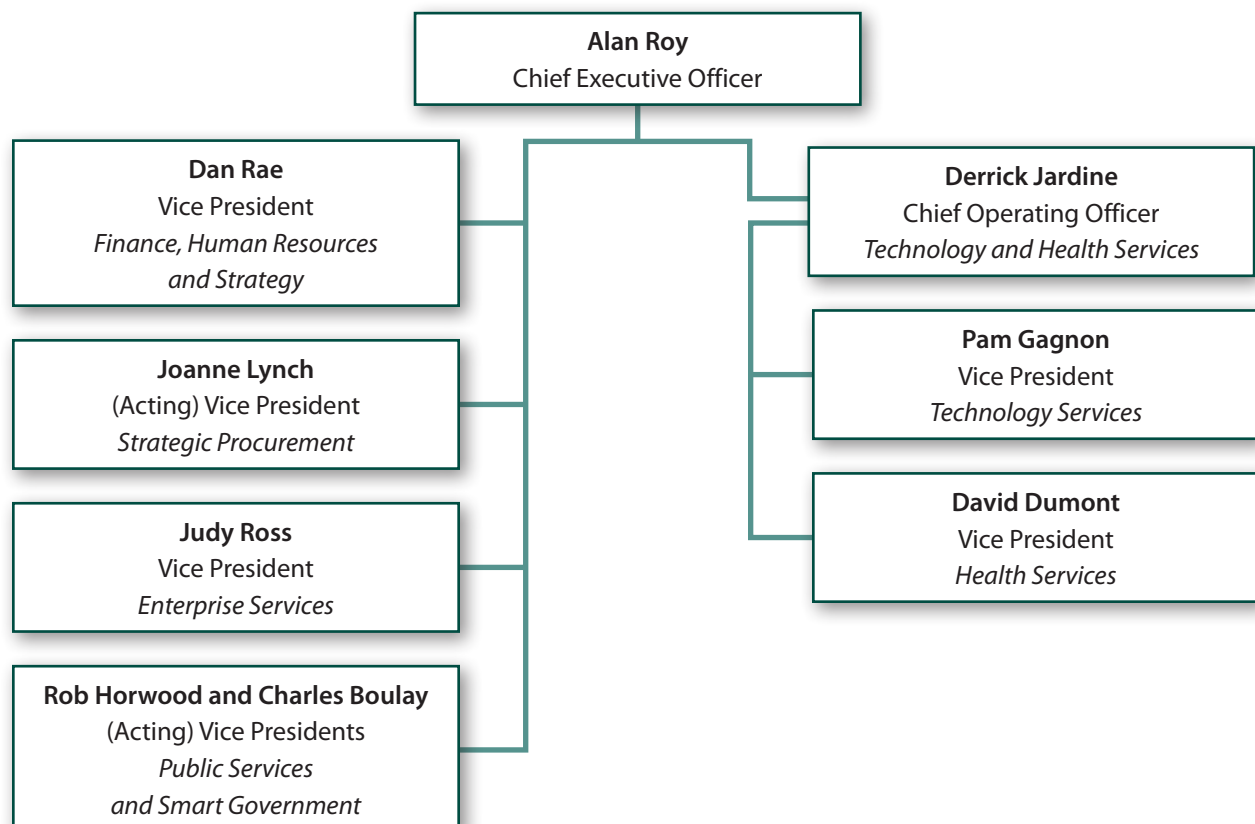 Alan Roy
Chief Executive Officer
Dan Rae
Vice President
Finance, Human Resources
and Strategy
Joanne Lynch
(Acting) Vice President
Strategic Procurement
Judy Ross
Vice President
Enterprise Services
Rob Horwood and Charles Boulay
(Acting) Vice Presidents
Public Services
and Smart Government
Derrick Jardine
Chief Operating Officer
Technology and Health Services
Pam Gagnon
Vice President
Technology Services
David Dumont
Vice President
Health Services